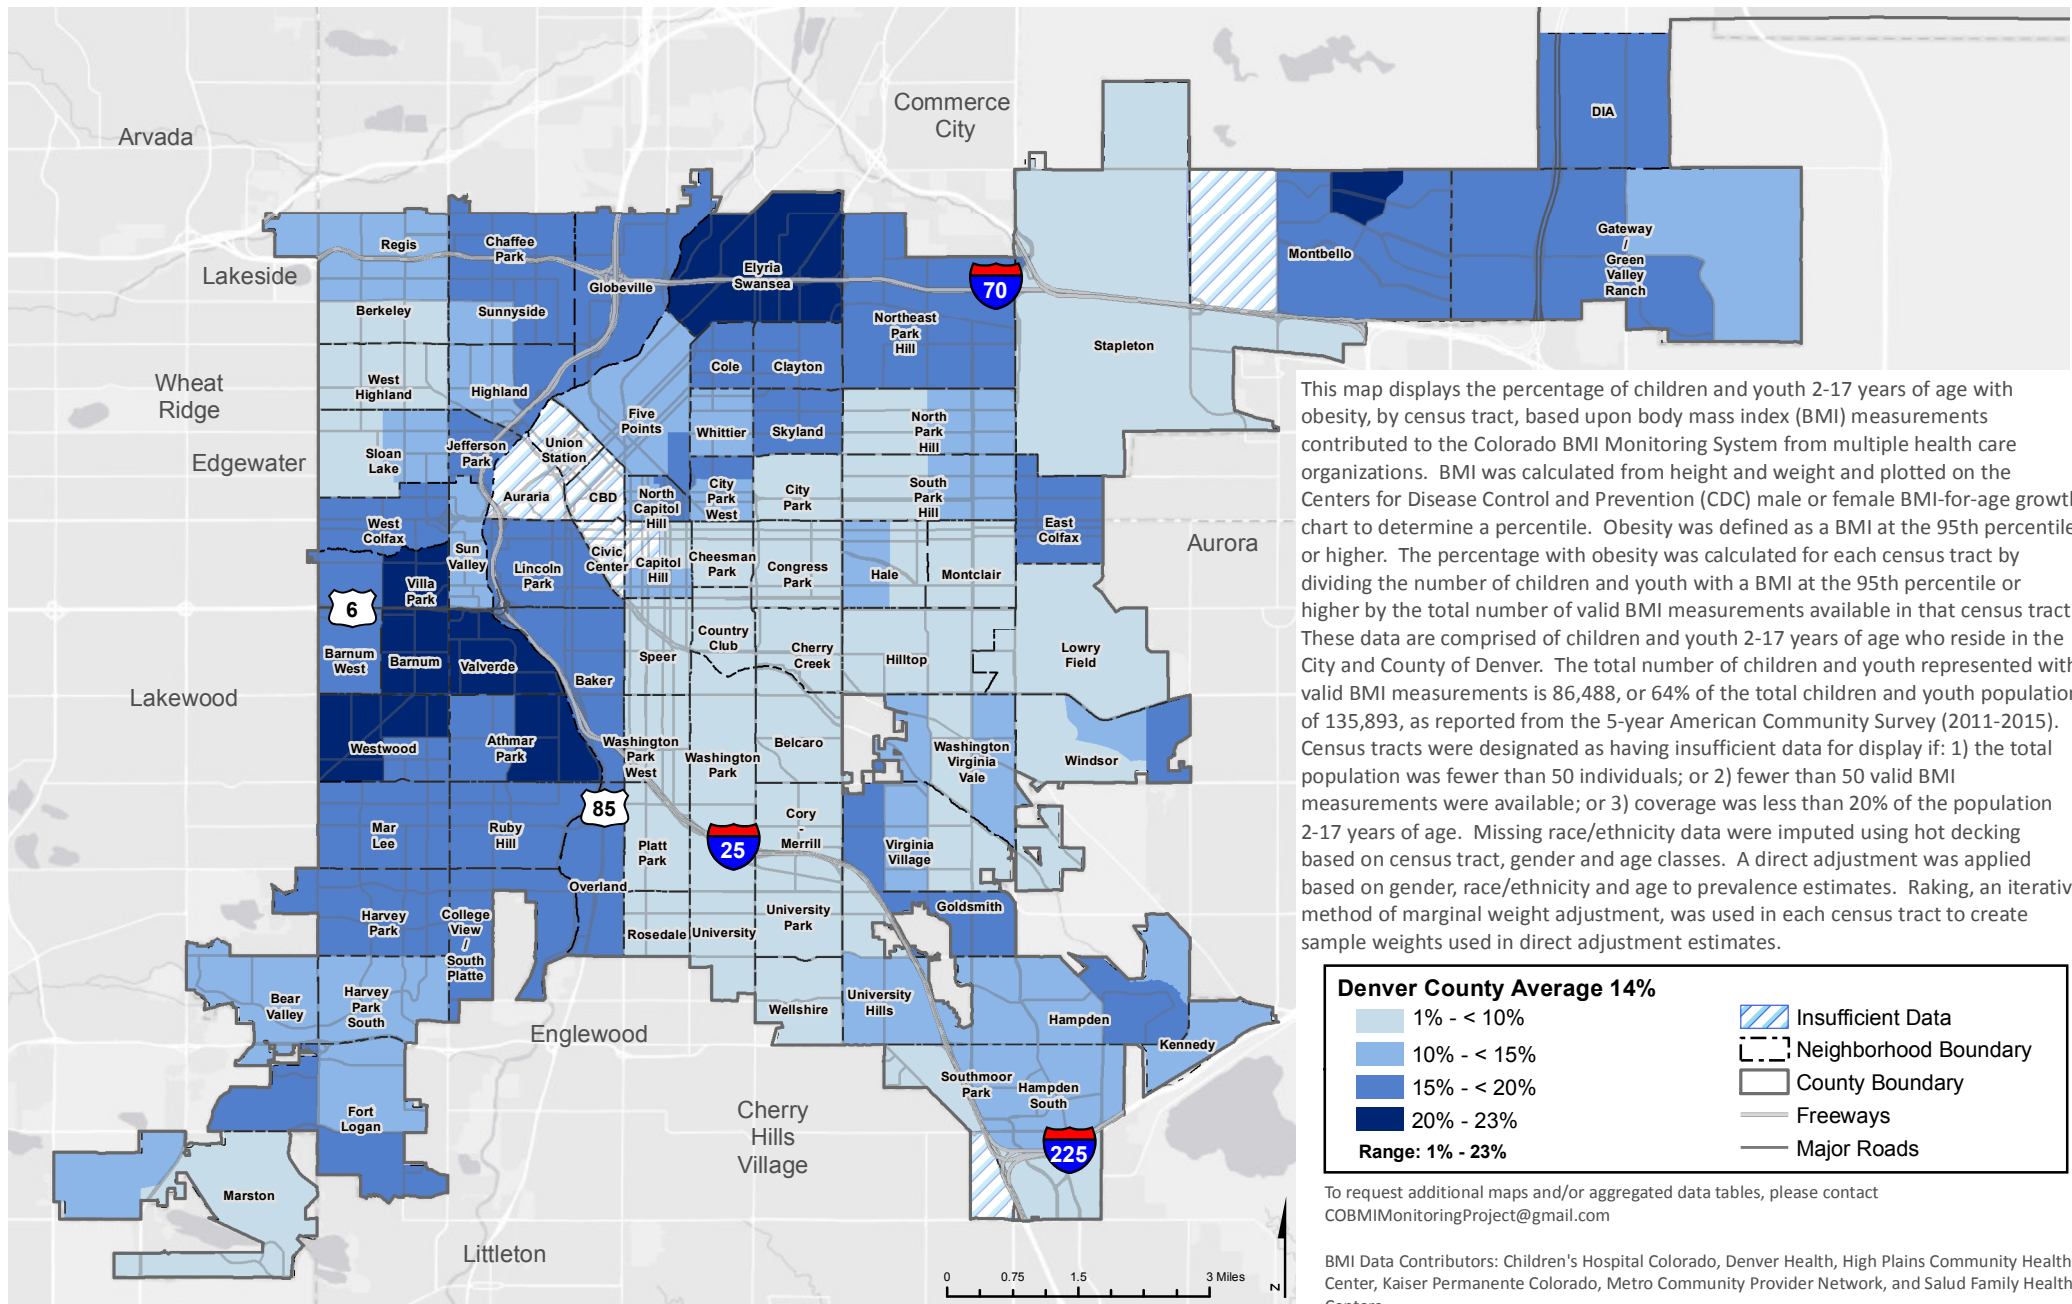 Commerce
City
Arvada
DIA
Regis
Chaffee
Park
Gateway
/
Green
Valley
Ranch
Lakeside
Elyria
Swansea
Montbello
Globeville
70
Berkeley
Sunnyside
Northeast
Park
Hill
Stapleton
Cole
Clayton
Wheat
Ridge
West
Highland
Highland
Five
Points
North
Park
Hill
Whittier
Skyland
Jefferson
Park
Union
Station
Edgewater
Sloan
Lake
Auraria
CBD
North
Capitol
Hill
City
Park
West
City
Park
South
Park
Hill
West
Colfax
East
Colfax
Aurora
Sun
Valley
Lincoln
Park
Civic
Center
Capitol
Hill
Cheesman
Park
Congress
Park
Hale
Montclair
Villa
Park
6
Country
Club
Cherry
Creek
Hilltop
Lowry
Field
Barnum
West
Barnum
Valverde
Speer
Baker
Lakewood
Westwood
Athmar
Park
Washington
Park
West
Washington
Park
Belcaro
Washington
Virginia
Vale
Windsor
85
Mar
Lee
Ruby
Hill
Platt
Park
25
Cory
-
Merrill
Virginia
Village
Overland
Goldsmith
Harvey
Park
College
View
/
South
Platte
Rosedale
University
University
Park
Bear
Valley
Harvey
Park
South
Wellshire
University
Hills
Hampden
Englewood
Kennedy
Southmoor
Park
Hampden
South
Fort
Logan
Cherry
Hills
Village
225
Marston
Littleton
0 0.75 1.5 3 Miles
N
This map displays the percentage of children and youth 2-17 years of age with
obesity, by census tract, based upon body mass index (BMI) measurements
contributed to the Colorado BMI Monitoring System from multiple health care
organizations. BMI was calculated from height and weight and plotted on the
Centers for Disease Control and Prevention (CDC) male or female BMI-for-age growth
chart to determine a percentile. Obesity was defined as a BMI at the 95th percentile
or higher. The percentage with obesity was calculated for each census tract by
dividing the number of children and youth with a BMI at the 95th percentile or
higher by the total number of valid BMI measurements available in that census tract
These data are comprised of children and youth 2-17 years of age who reside in the
City and County of Denver. The total number of children and youth represented with
valid BMI measurements is 86,488, or 64% of the total children and youth population
of 135,893, as reported from the 5-year American Community Survey (2011-2015).
Census tracts were designated as having insufficient data for display if: 1) the total
population was fewer than 50 individuals; or 2) fewer than 50 valid BMI
measurements were available; or 3) coverage was less than 20% of the population
2-17 years of age. Missing race/ethnicity data were imputed using hot decking
based on census tract, gender and age classes. A direct adjustment was applied
based on gender, race/ethnicity and age to prevalence estimates. Raking, an iterativ
method of marginal weight adjustment, was used in each census tract to create
sample weights used in direct adjustment estimates.
Denver County Average 14%
1% - < 10%
10% - < 15%
15% - < 20%
20% - 23%
Range: 1% - 23%
Insufficient Data
Neighborhood Boundary
County Boundary
Freeways
Major Roads
To request additional maps and/or aggregated data tables, please contact
COBMIMonitoringProject@gmail.com
BMI Data Contributors: Children's Hospital Colorado, Denver Health, High Plains Community Health
Center, Kaiser Permanente Colorado, Metro Community Provider Network, and Salud Family Health